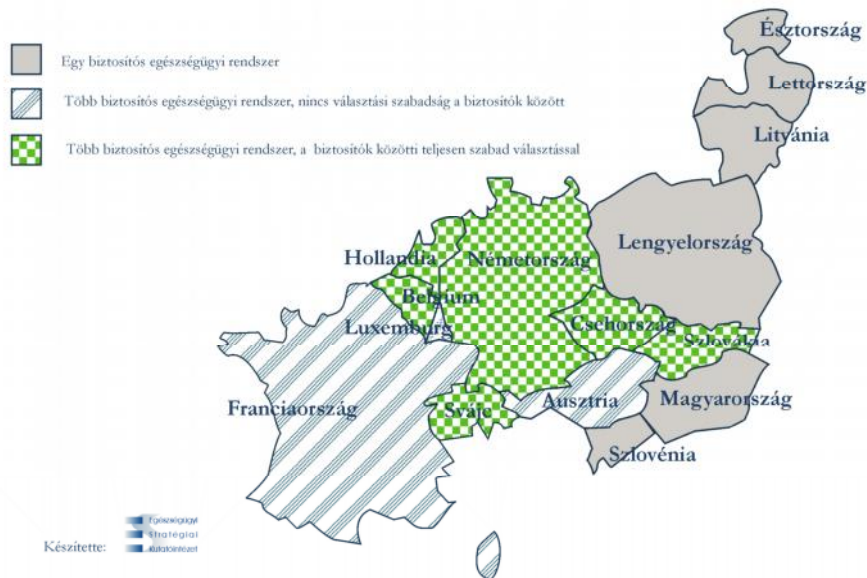 Egy biztosítós egészségügyi rendszer
Több biztosítós egészségügyi rendszer, nincs választási szabadság a biztosítók között
Több biztosítós egészségügyi rendszer, a biztosítók közötti teljesen szabad választással
Észtország
Lettország
Litvánia
Lengyelország
Hollandia
Németország
Belgium
Luxemburg
Csehország
Szlovákia
Franciaország
Svájc
Ausztria
Magyarország
Szlovénia
Készítette:
Egészségügyi
Stratégiai
Kutatóintézet